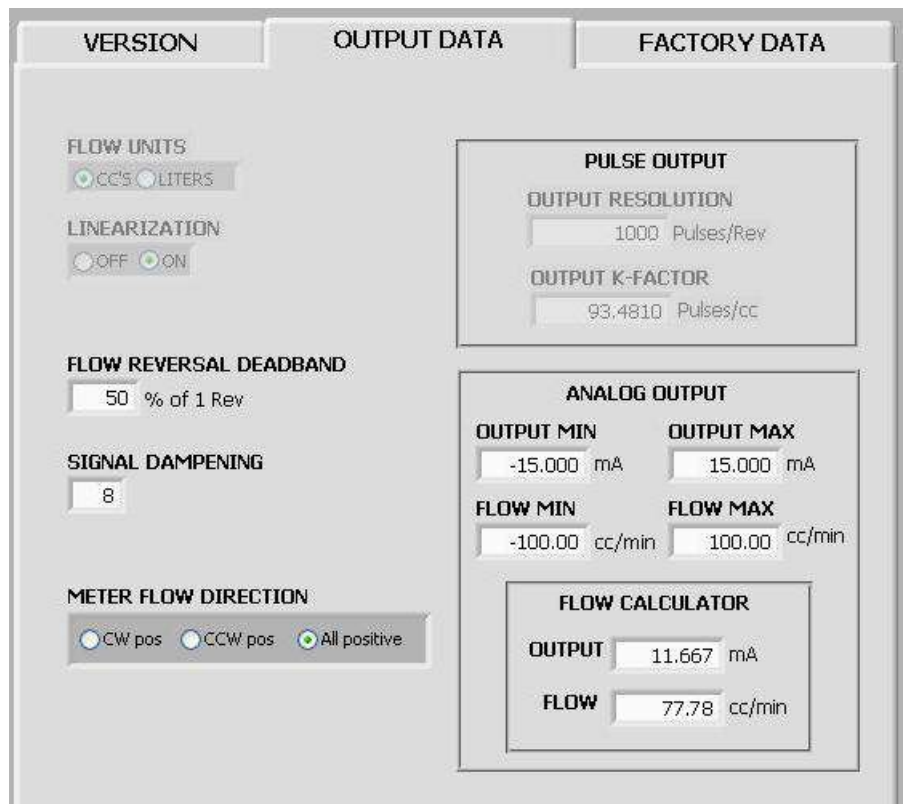 VERSION
OUTPUT DATA
FACTORY DATA
FLOW UNITS
CC'S LITERS
LINEARIZATION
OFF ON
FLOW REVERSAL DEADBAND
50 % of 1 Rev
SIGNAL DAMPENING
8
METER FLOW DIRECTION
CW pos CCW pos All positive
PULSE OUTPUT
OUTPUT RESOLUTION
1000 Pulses/Rev
OUTPUT K-FACTOR
93.4810 Pulses/cc
ANALOG OUTPUT
OUTPUT MIN OUTPUT MAX
-15.000 mA 15.000 mA
FLOW MIN FLOW MAX
-100.00 cc/min 100.00 cc/min
FLOW CALCULATOR
OUTPUT 11.667 mA
FLOW 77.78 cc/min